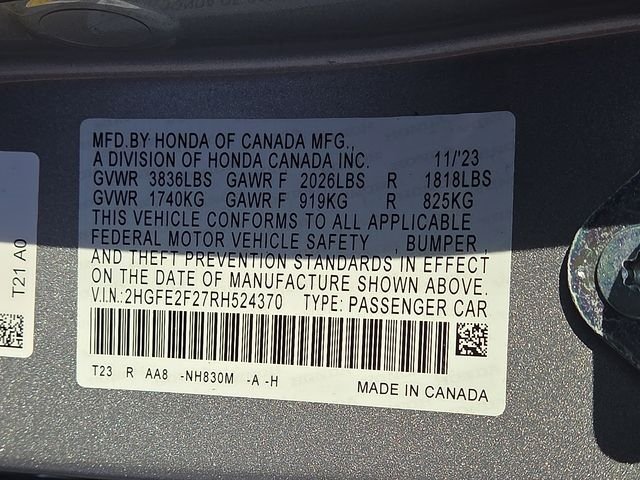 MFD.BY HONDA OF CANADA MFG.,
A DIVISION OF HONDA CANADA INC. 11/'23
GVWR 3836LBS GAWR F 2026LBS R 1818LBS
GVWR 1740KG GAWR F 919KG R 825KG
THIS VEHICLE CONFORMS TO ALL APPLICABLE
FEDERAL MOTOR VEHICLE SAFETY , BUMPER ,
AND THEFT PREVENTION STANDARDS IN EFFECT
ON THE DATE OF MANUFACTURE SHOWN ABOVE.
V.I.N.:2HGFE2F27RH524370 TYPE: PASSENGER CAR
T23 R AA8 -NH830M -A -H
MADE IN CANADA
T21 A0